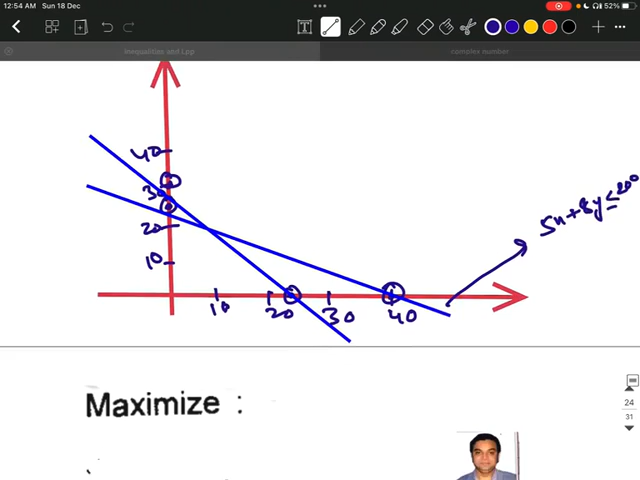 12:54 AM Sun 18 Dec
52%
Inequalities and l.pp
complex number
40
30
20
10
10
20
30
40
5x+8y≤200
Maximize :
24
31